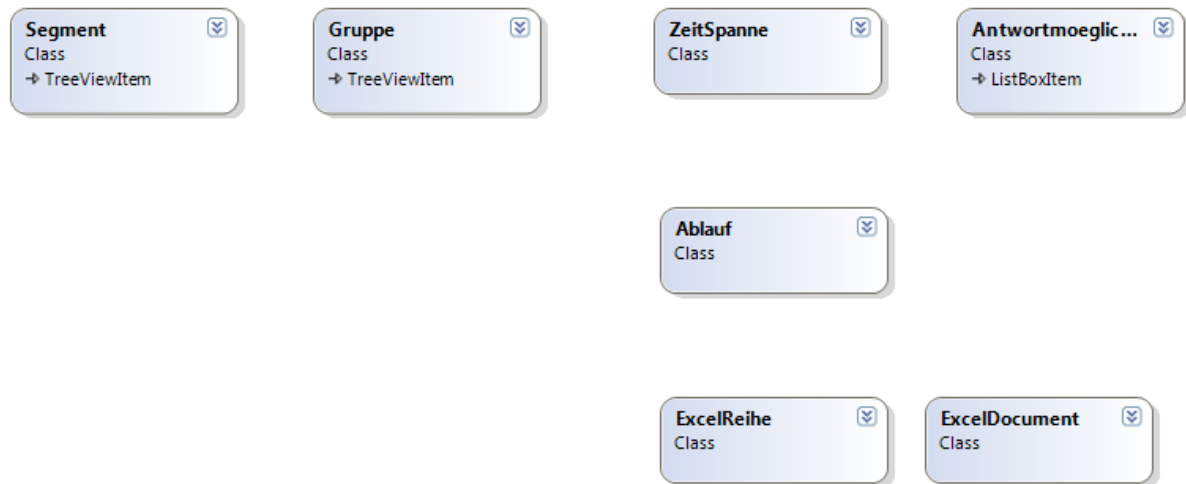 Segment
Class
TreeViewItem
Gruppe
Class
TreeViewItem
ZeitSpanne
Class
Antwortmoeglic...
Class
ListBoxItem
Ablauf
Class
ExcelReihe
Class
ExcelDocument
Class